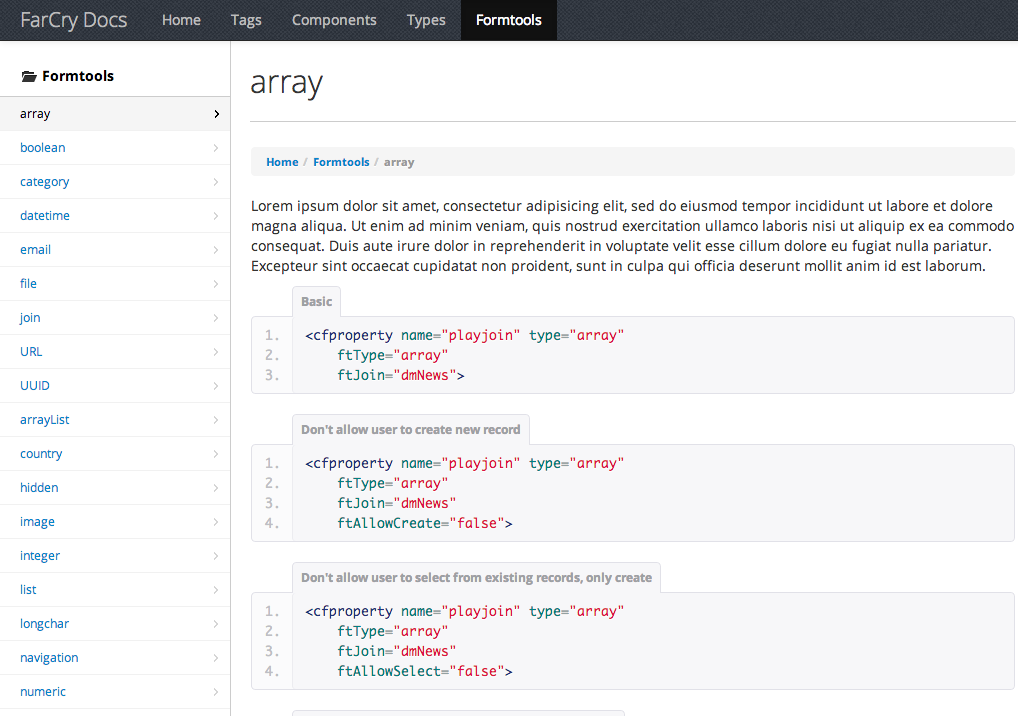 FarCry Docs Home Tags Components Types Formtools
Formtools
array
boolean
category
datetime
email
file
join
URL
UUID
arrayList
country
hidden
image
integer
list
longchar
navigation
numeric
array
Home / Formtools / array
Lorem ipsum dolor sit amet, consectetur adipisicing elit, sed do eiusmod tempor incididunt ut labore et dolore
magna aliqua. Ut enim ad minim veniam, quis nostrud exercitation ullamco laboris nisi ut aliquip ex ea commodo
consequat. Duis aute irure dolor in reprehenderit in voluptate velit esse cillum dolore eu fugiat nulla pariatur.
Excepteur sint occaecat cupidatat non proident, sunt in culpa qui officia deserunt mollit anim id est laborum.
Basic
1. <cfproperty name="playjoin" type="array"
2. ftType="array"
3. ftJoin="dmNews">
Don't allow user to create new record
1. <cfproperty name="playjoin" type="array"
2. ftType="array"
3. ftJoin="dmNews"
4. ftAllowCreate="false">
Don't allow user to select from existing records, only create
1. <cfproperty name="playjoin" type="array"
2. ftType="array"
3. ftJoin="dmNews"
4. ftAllowSelect="false">